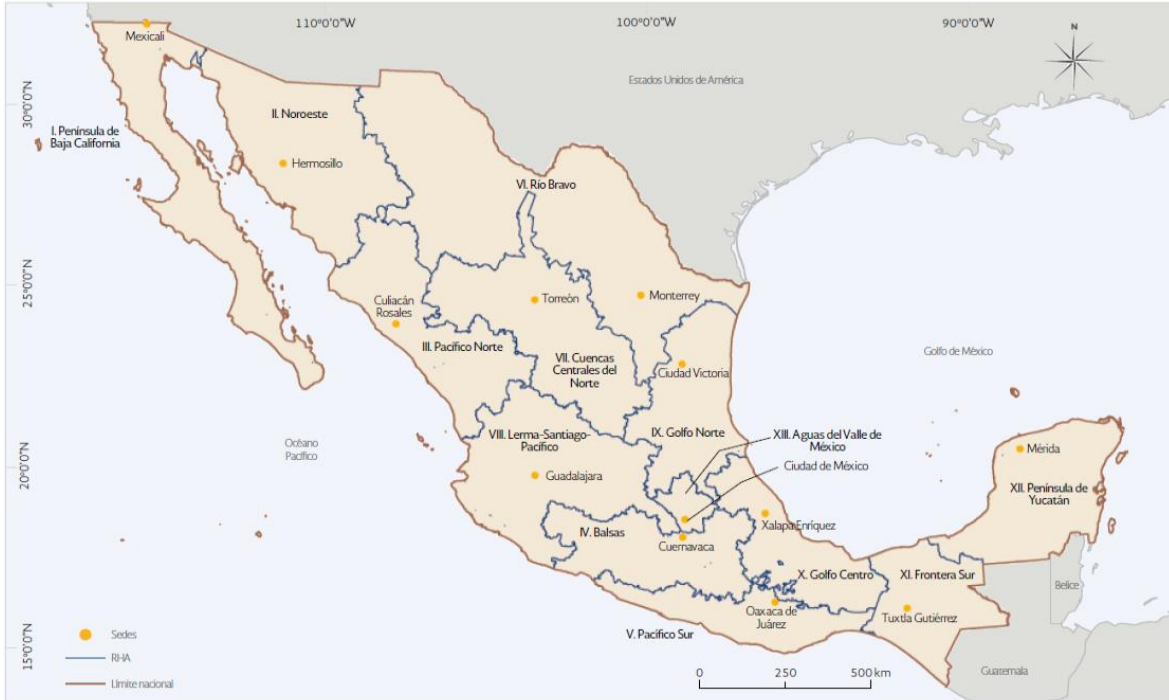 110°0'0"W
100°0'0"W
90°0'0"W
N
Mexicali
Estados Unidos de América
30°0'0"N
II. Noroeste
I. Península de
Baja California
Hermosillo
VI. Río Bravo
25°0'0"N
Culiacán
Rosales
Torreón
Monterrey
III. Pacífico Norte
VII. Cuencas
Centrales del
Norte
Ciudad Victoria
Golfo de México
Océano
Pacífico
VIII. Lerma-Santiago-
Pacífico
IX. Golfo Norte
XIII. Aguas del Valle de
México
Ciudad de México
20°0'0"N
Guadalajara
Mérida
XII. Península de
Yucatán
IV. Balsas
Cuernavaca
Xalapa Enríquez
X. Golfo Centro
XI. Frontera Sur
Belice
Oaxaca de
Juárez
Tuxtla Gutiérrez
V. Pacífico Sur
15°0'0"N
Sedes
RHA
Límite nacional
0 250 500 km
Guatemala